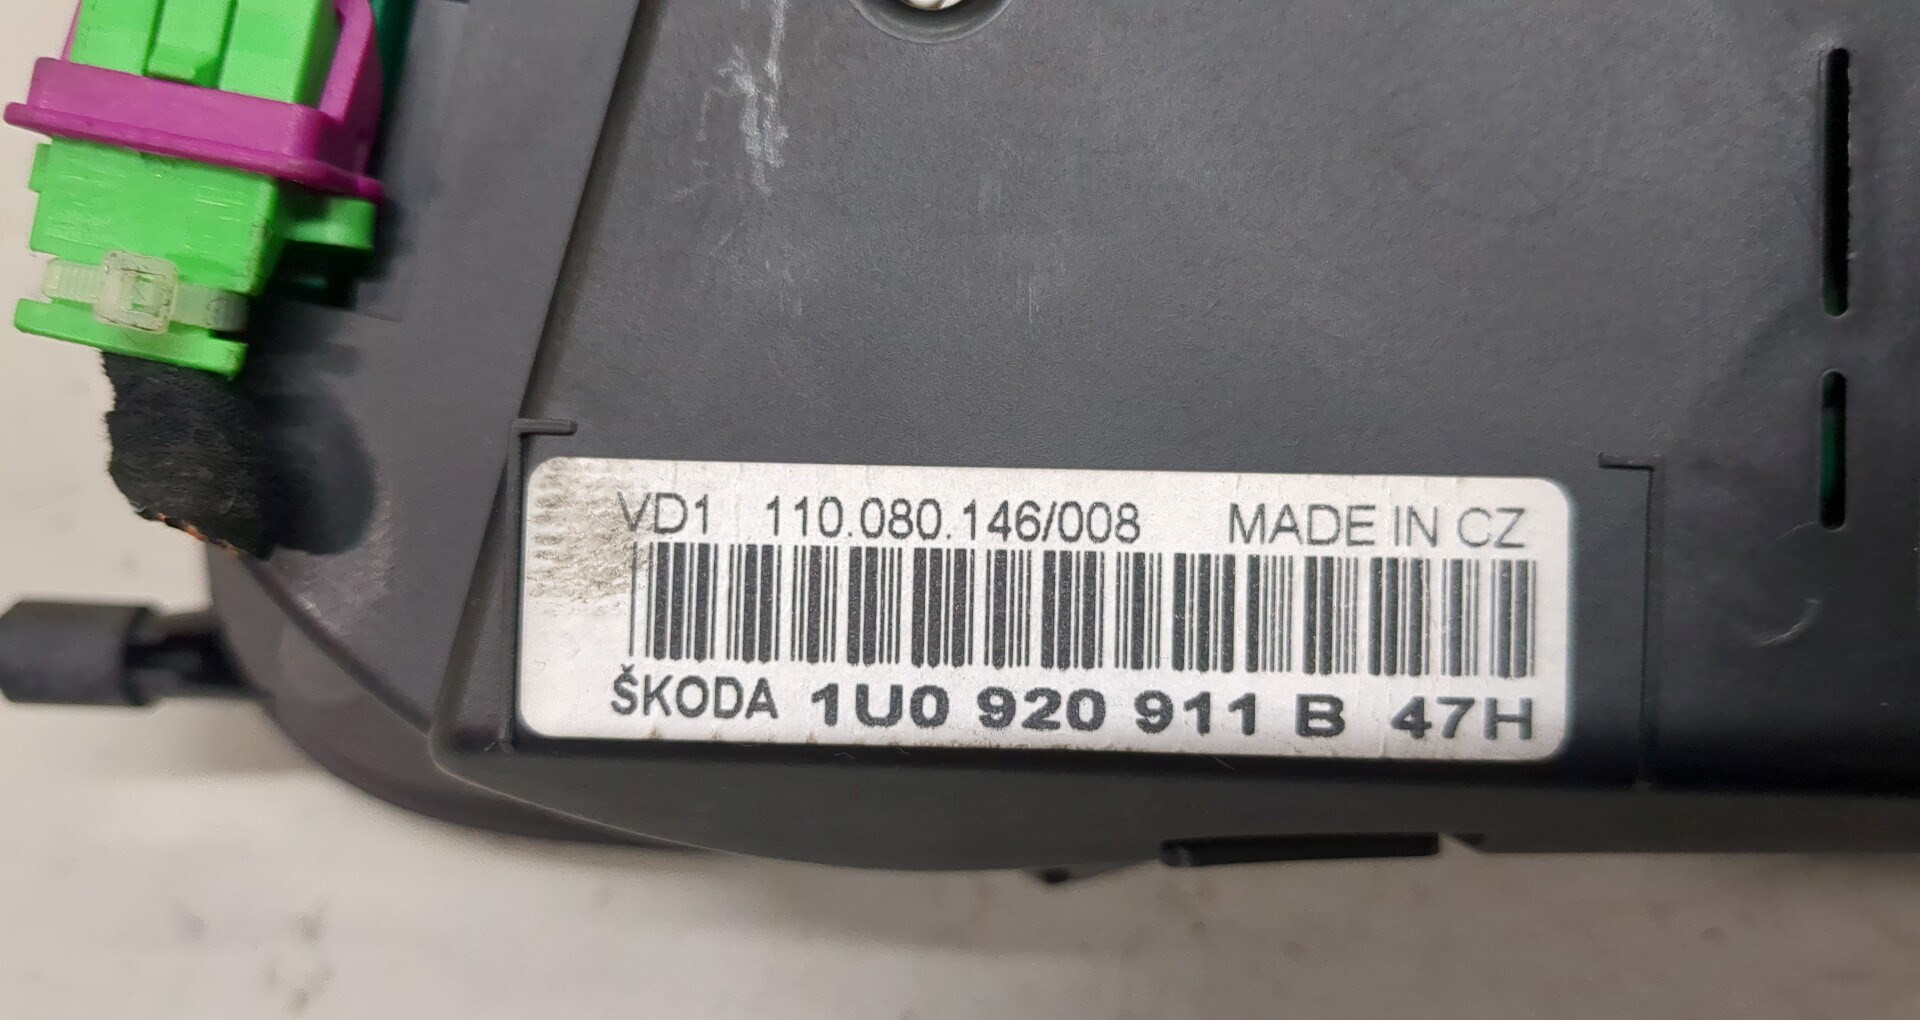 VD1 110.080.146/008 MADE IN CZ
ŠKODA 1U0 920 911 B 47H